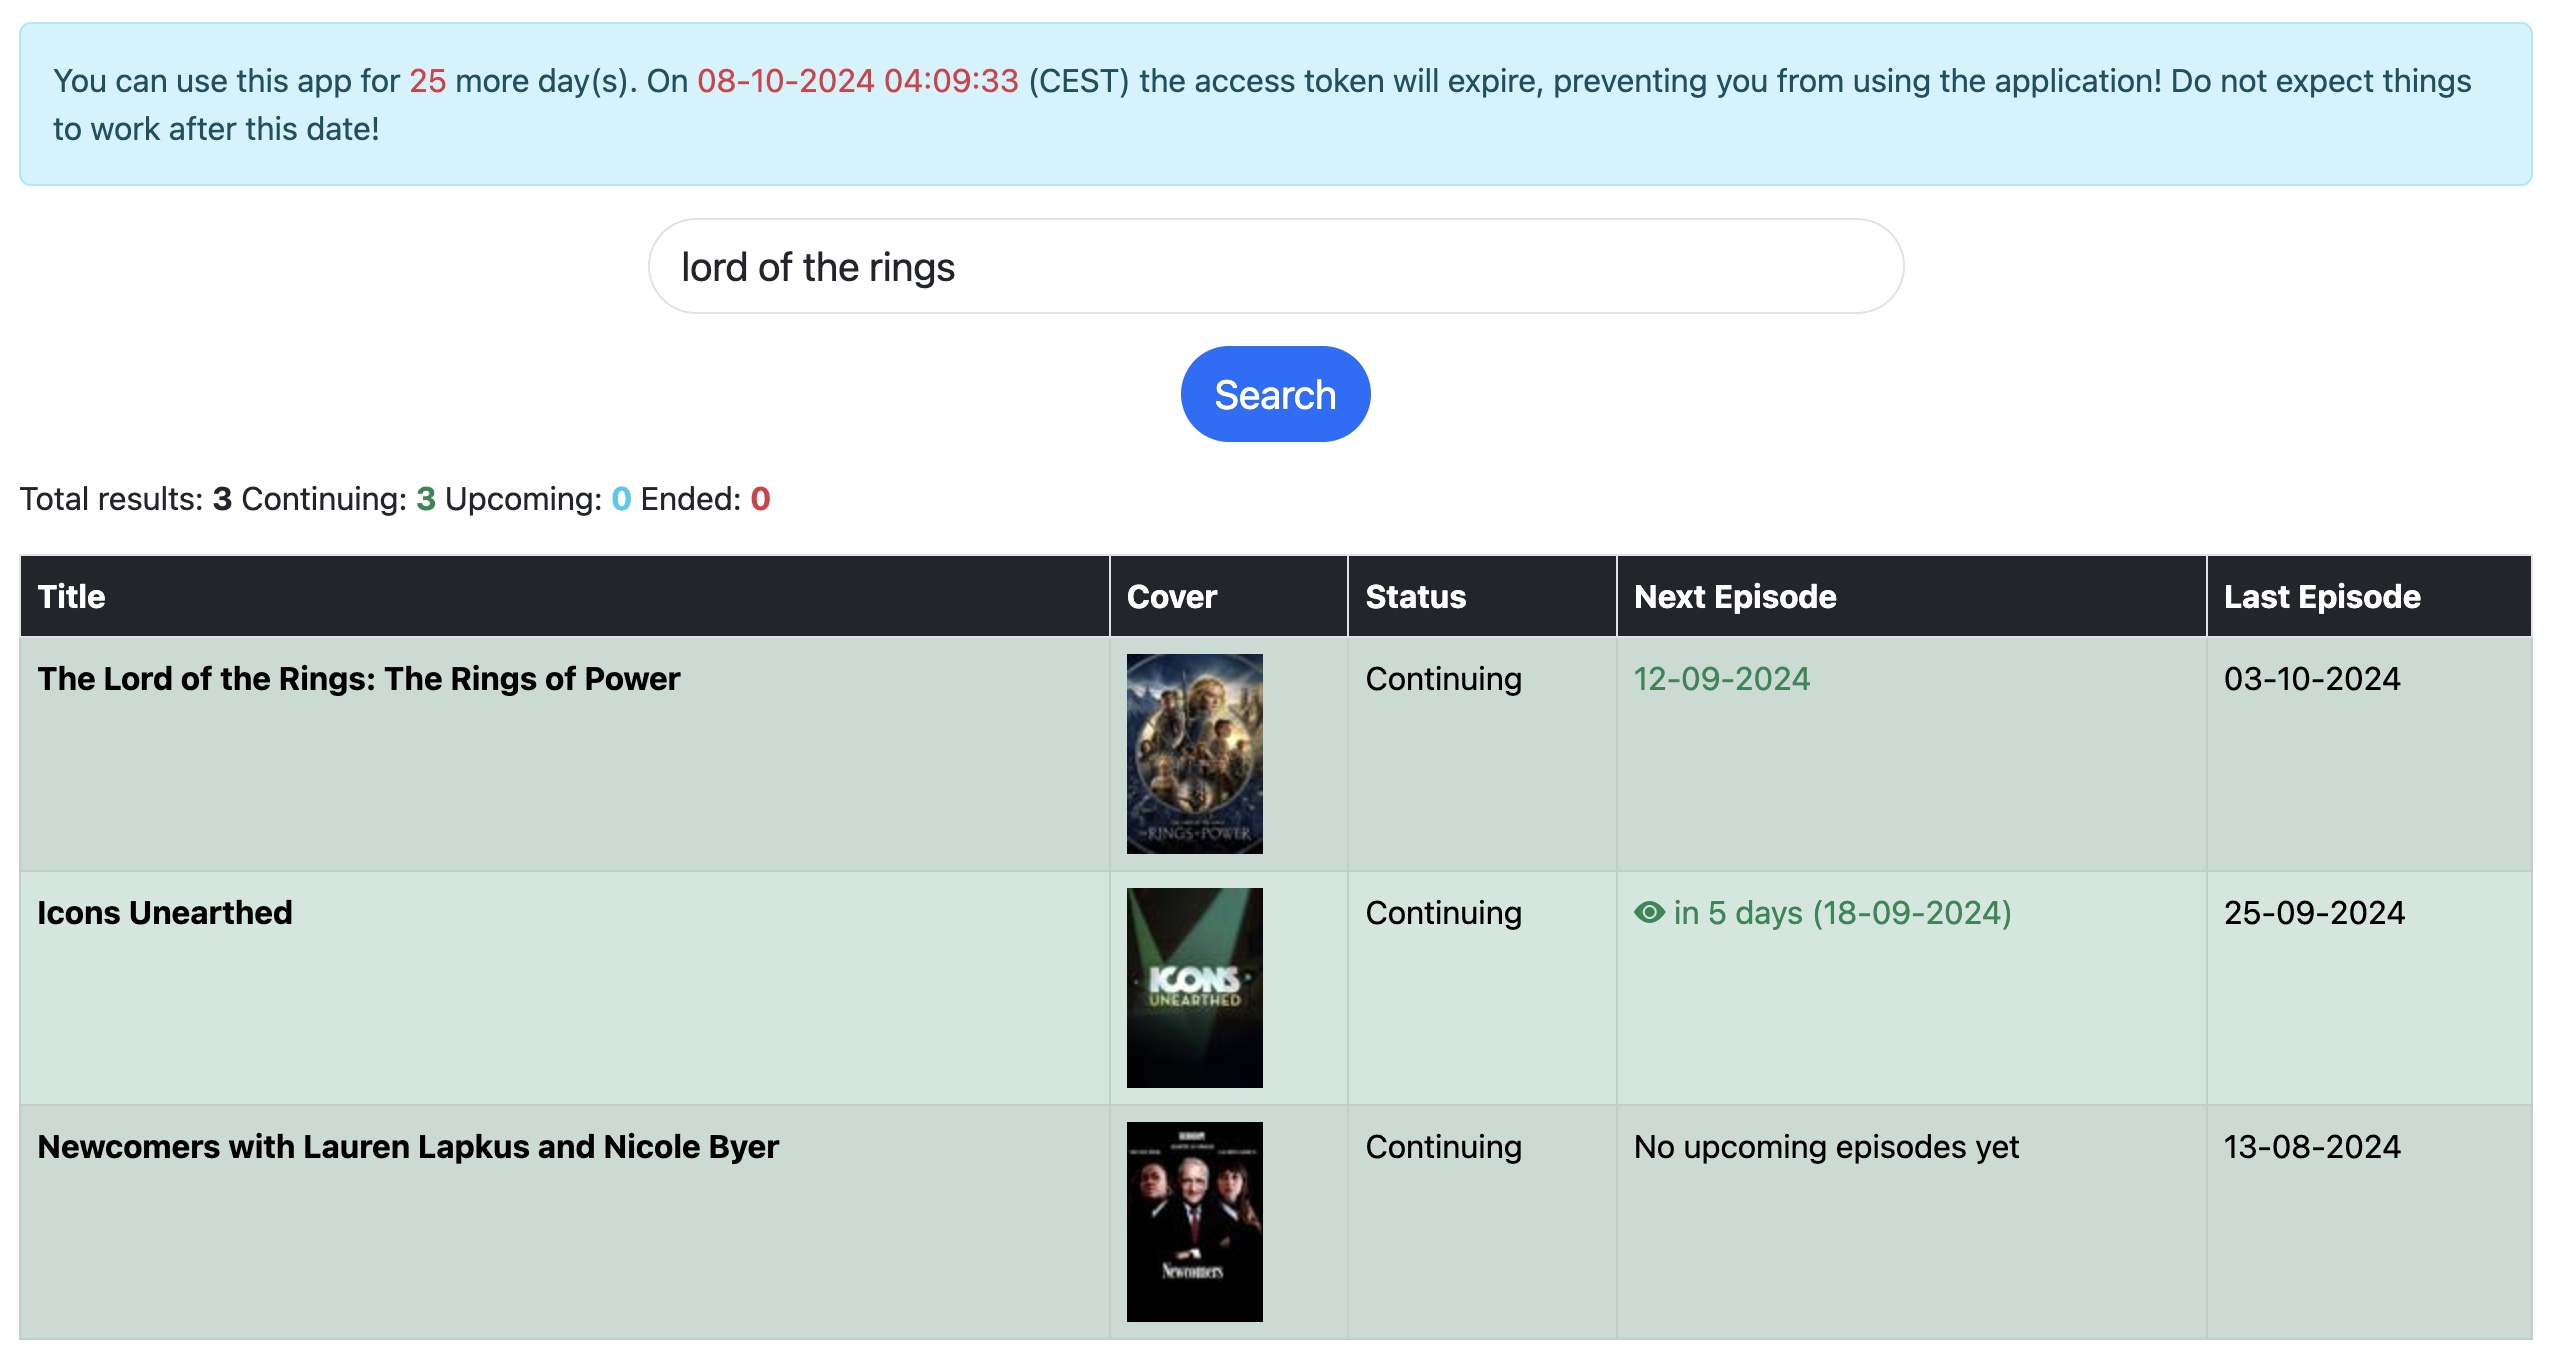 You can use this app for 25 more day(s). On 08-10-2024 04:09:33 (CEST) the access token will expire, preventing you from using the application! Do not expect things
to work after this date!
lord of the rings
Search
Total results: 3 Continuing: 3 Upcoming: 0 Ended: 0
Title Cover Status Next Episode Last Episode
The Lord of the Rings: The Rings of Power Continuing 12-09-2024 03-10-2024
RINGS OF POWER
Icons Unearthed Continuing in 5 days (18-09-2024) 25-09-2024
ICONS
UNEARTHED
Newcomers with Lauren Lapkus and Nicole Byer Continuing No upcoming episodes yet 13-08-2024
Newcomers